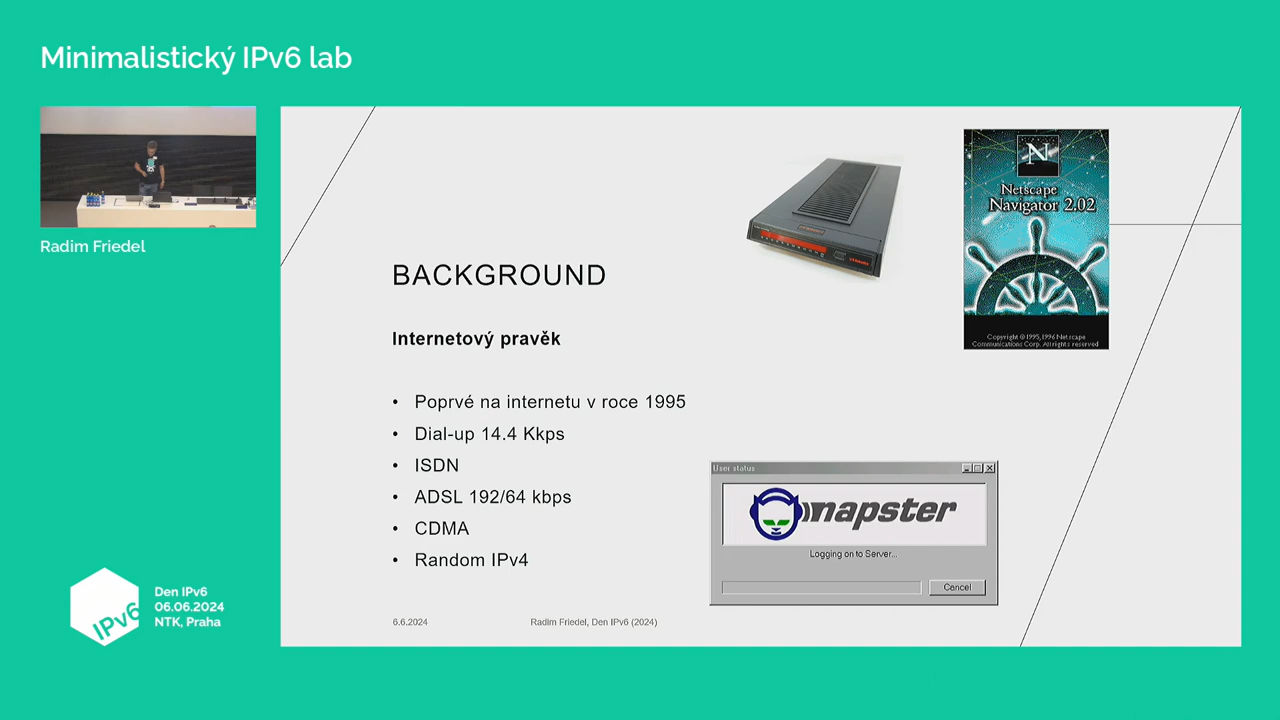 Minimalistický IPv6 lab
Radim Friedel
BACKGROUND
Internetový pravěk
• Poprvé na internetu v roce 1995
• Dial-up 14.4 Kkps
• ISDN
• ADSL 192/64 kbps
• CDMA
• Random IPv4
N
Netscape
Navigator 2.02
Copyright © 1995, 1996 Netscape
Communications Corp. All rights reserved
User status
napster
Logging on to Server...
Cancel
6.6.2024
Radim Friedel, Den IPv6 (2024)
IPv6
Den IPv6
06.06.2024
NTK, Praha